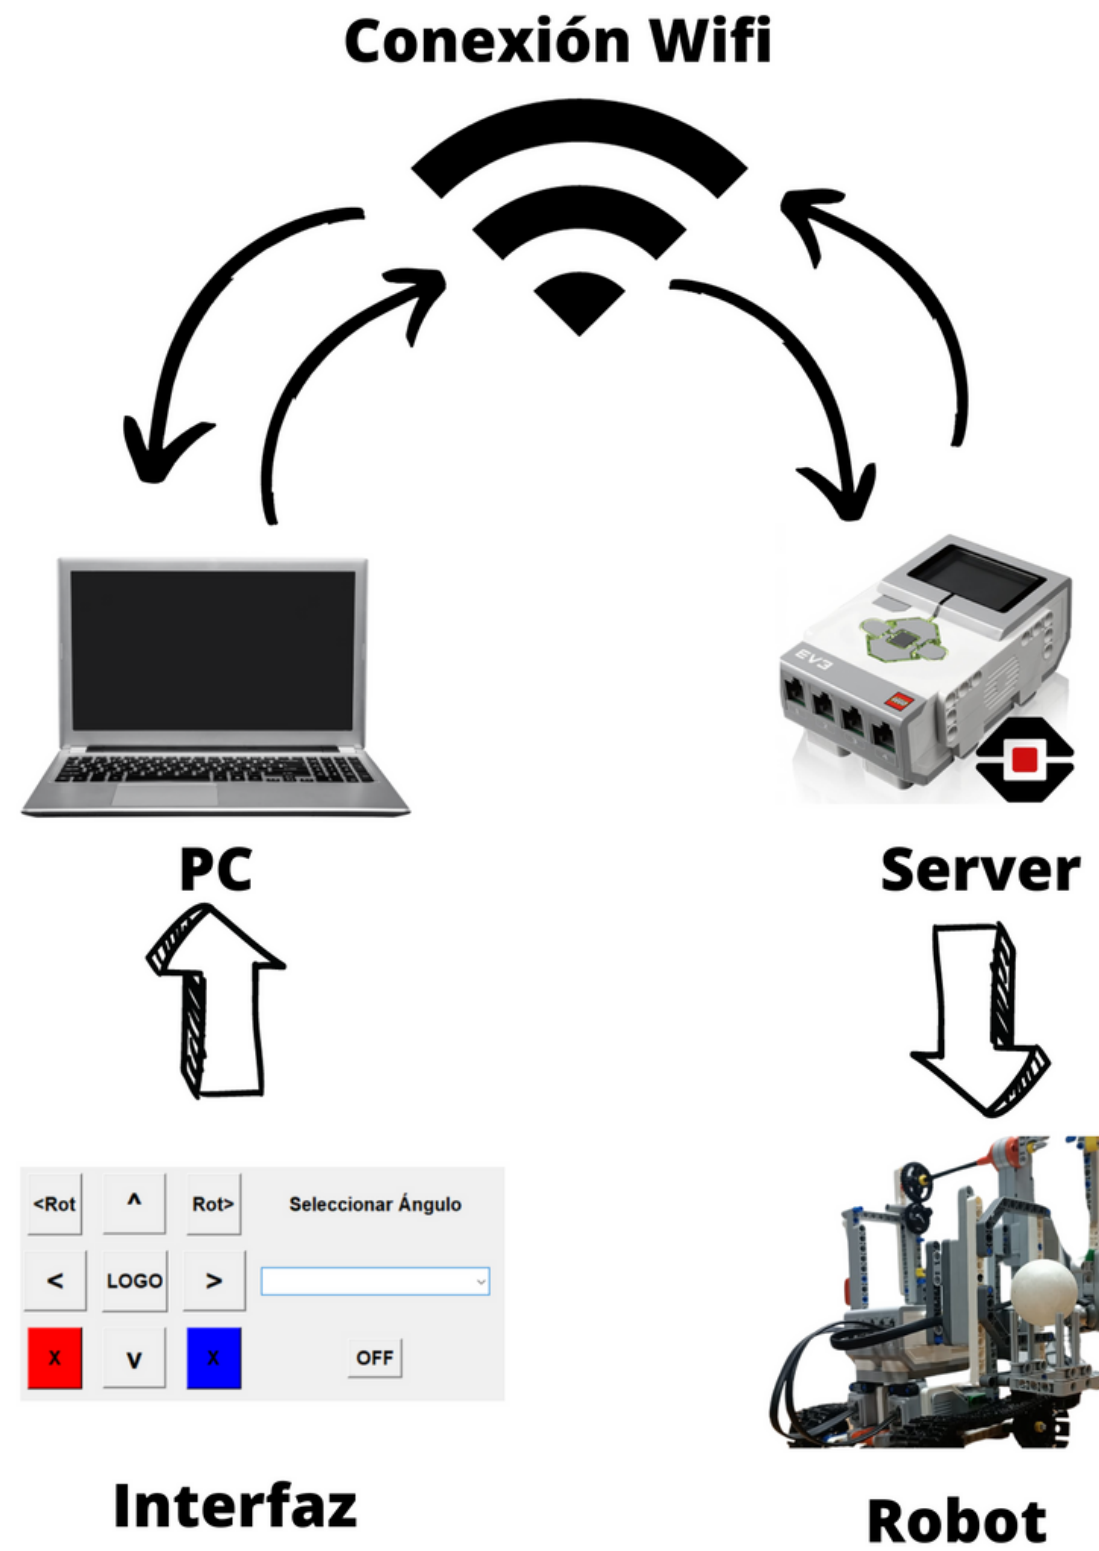 Conexión Wifi
EV3
PC
Server
<Rot ^ Rot> Seleccionar Ángulo
< LOGO >
X v X OFF
Interfaz
Robot